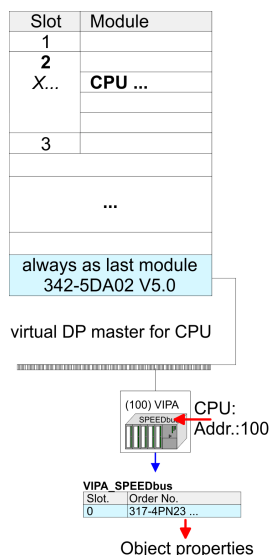 Slot Module
1
2
X... CPU ...
3
...
always as last module
342-5DA02 V5.0
virtual DP master for CPU
(100) VIPA
SPEEDbus
CPU:
Addr.:100
VIPA_SPEEDbus
Slot. Order No.
0 317-4PN23 ...
Object properties